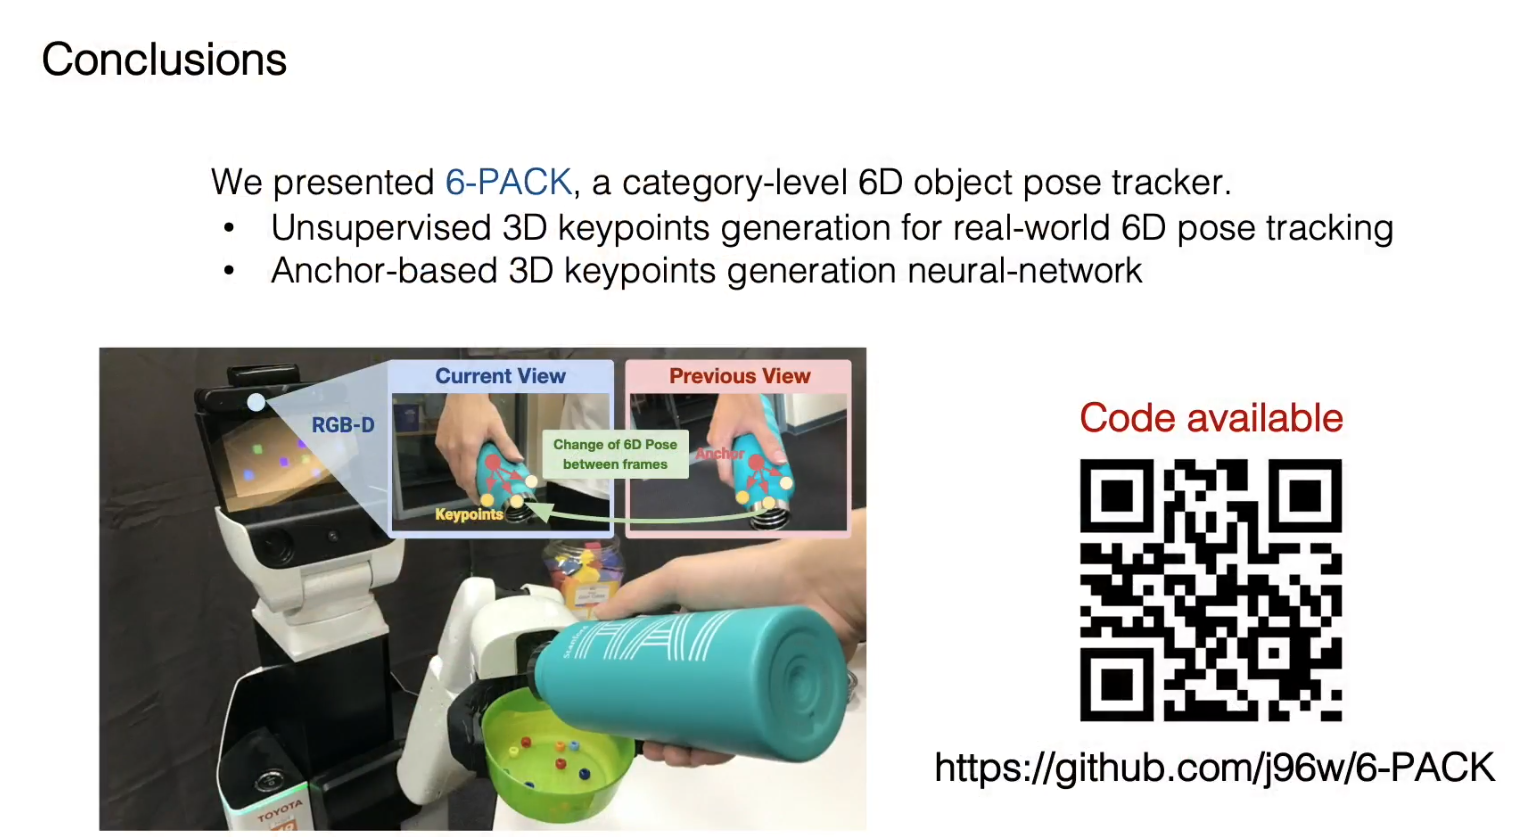 Conclusions
We presented 6-PACK, a category-level 6D object pose tracker.
• Unsupervised 3D keypoints generation for real-world 6D pose tracking
• Anchor-based 3D keypoints generation neural-network
Current View
Previous View
RGB-D
Change of 6D Pose
between frames
Anchor
Keypoints
Code available
HAI
TOYOTA
https://github.com/j96w/6-PACK